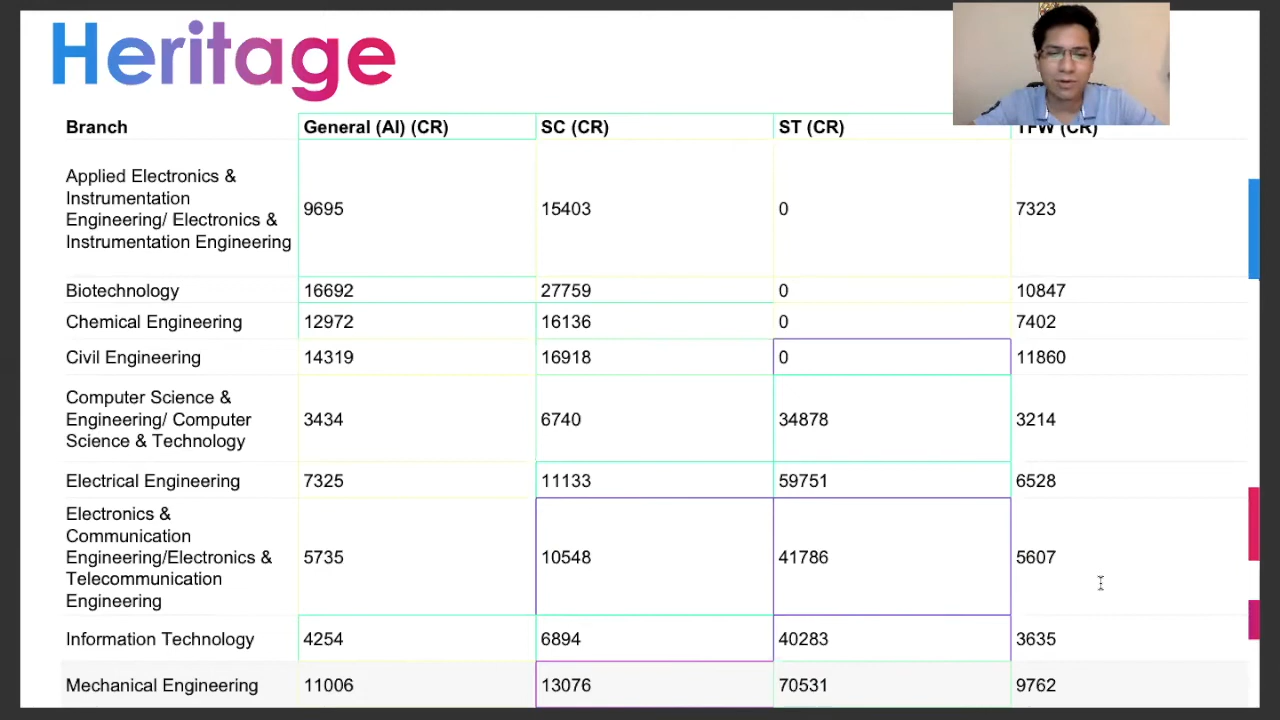 Heritage
Branch General (AI) (CR) SC (CR) ST (CR) TFW (CR)
Applied Electronics &
Instrumentation
Engineering/ Electronics &
Instrumentation Engineering 9695 15403 0 7323
Biotechnology 16692 27759 0 10847
Chemical Engineering 12972 16136 0 7402
Civil Engineering 14319 16918 0 11860
Computer Science &
Engineering/ Computer
Science & Technology 3434 6740 34878 3214
Electrical Engineering 7325 11133 59751 6528
Electronics &
Communication
Engineering/Electronics &
Telecommunication
Engineering 5735 10548 41786 5607
Information Technology 4254 6894 40283 3635
Mechanical Engineering 11006 13076 70531 9762